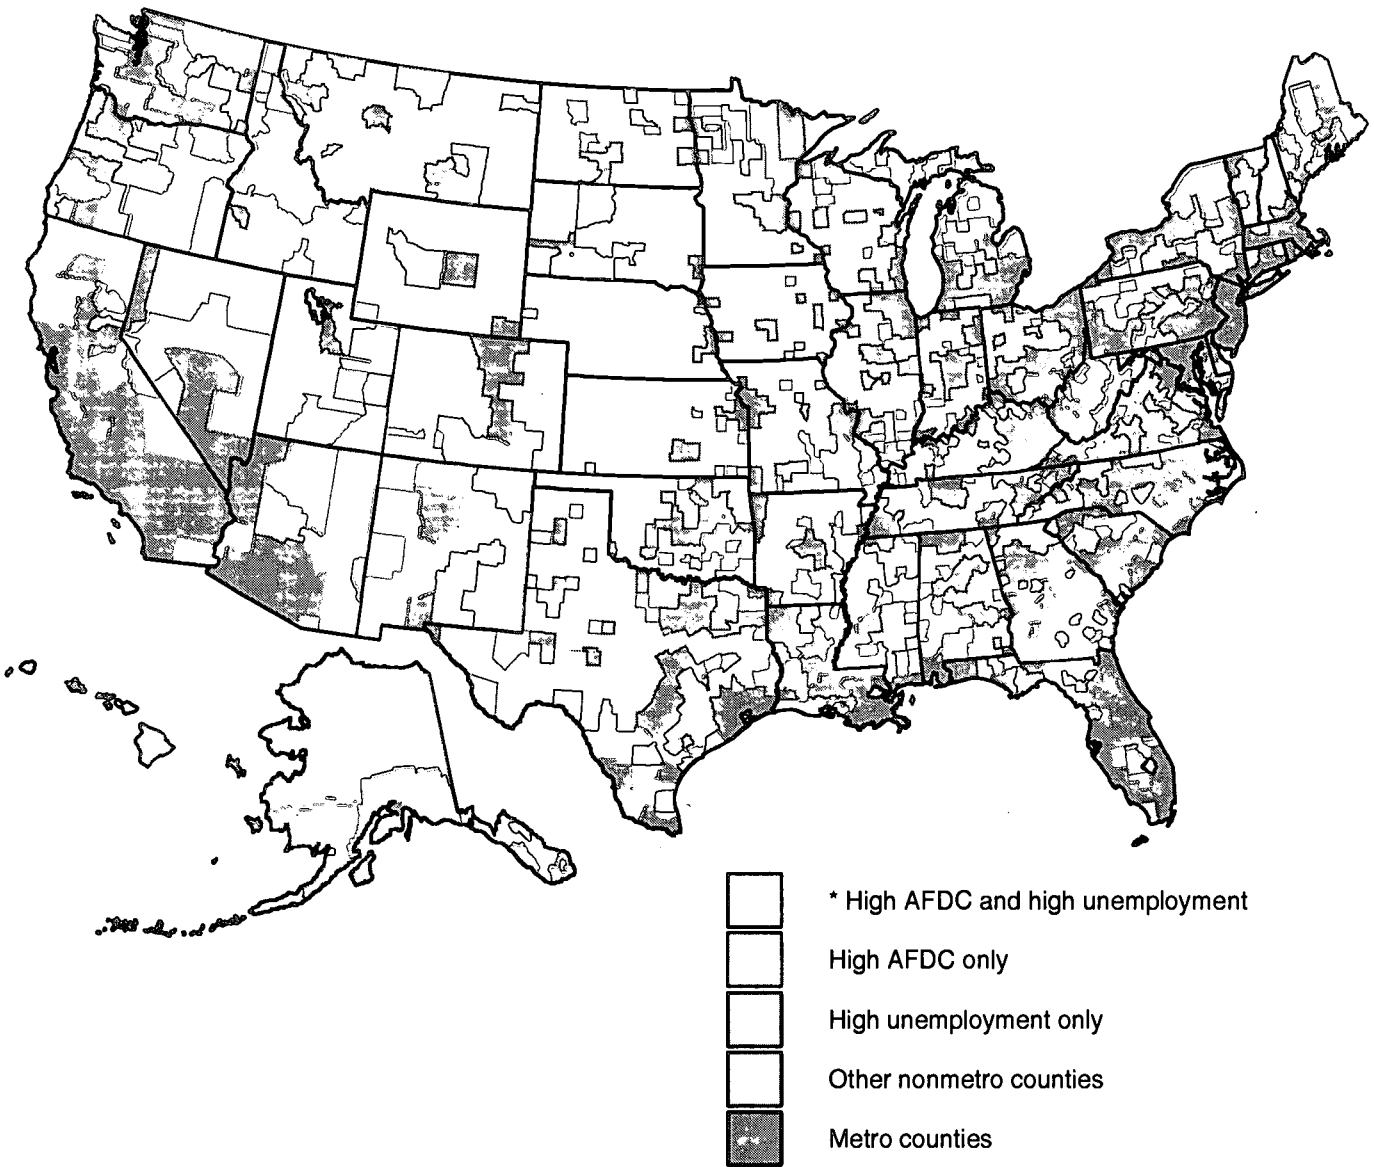 * High AFDC and high unemployment
High AFDC only
High unemployment only
Other nonmetro counties
Metro counties